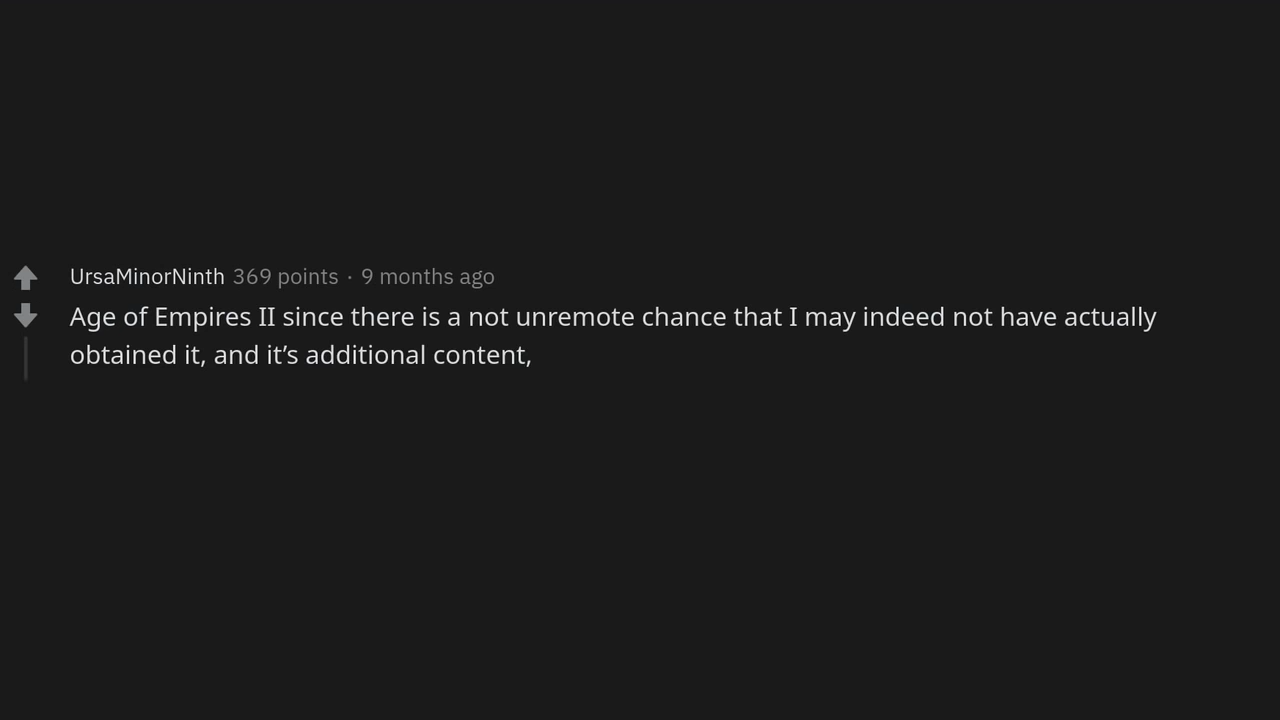 UrsaMinorNinth 369 points · 9 months ago
Age of Empires II since there is a not unremote chance that I may indeed not have actually
obtained it, and it’s additional content,